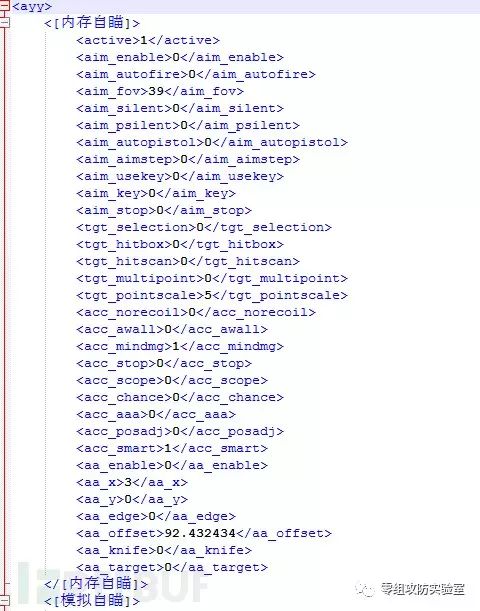 <ayy>
<[内存自瞄]>
<active>1</active>
<aim_enable>0</aim_enable>
<aim_autofire>0</aim_autofire>
<aim_fov>39</aim_fov>
<aim_silent>0</aim_silent>
<aim_psilent>0</aim_psilent>
<aim_autopistol>0</aim_autopistol>
<aim_aimstep>0</aim_aimstep>
<aim_usekey>0</aim_usekey>
<aim_key>0</aim_key>
<aim_stop>0</aim_stop>
<tgt_selection>0</tgt_selection>
<tgt_hitbox>0</tgt_hitbox>
<tgt_hitscan>0</tgt_hitscan>
<tgt_multipoint>0</tgt_multipoint>
<tgt_pointscale>5</tgt_pointscale>
<acc_norecoil>0</acc_norecoil>
<acc_awall>0</acc_awall>
<acc_mindmg>1</acc_mindmg>
<acc_stop>0</acc_stop>
<acc_scope>0</acc_scope>
<acc_chance>0</acc_chance>
<acc_aaa>0</acc_aaa>
<acc_posadj>0</acc_posadj>
<acc_smart>1</acc_smart>
<aa_enable>0</aa_enable>
<aa_x>3</aa_x>
<aa_y>0</aa_y>
<aa_edge>0</aa_edge>
<aa_offset>92.432434</aa_offset>
<aa_knife>0</aa_knife>
<aa_target>0</aa_target>
</[内存自瞄]>
<[模拟自瞄]>
零组攻防实验室